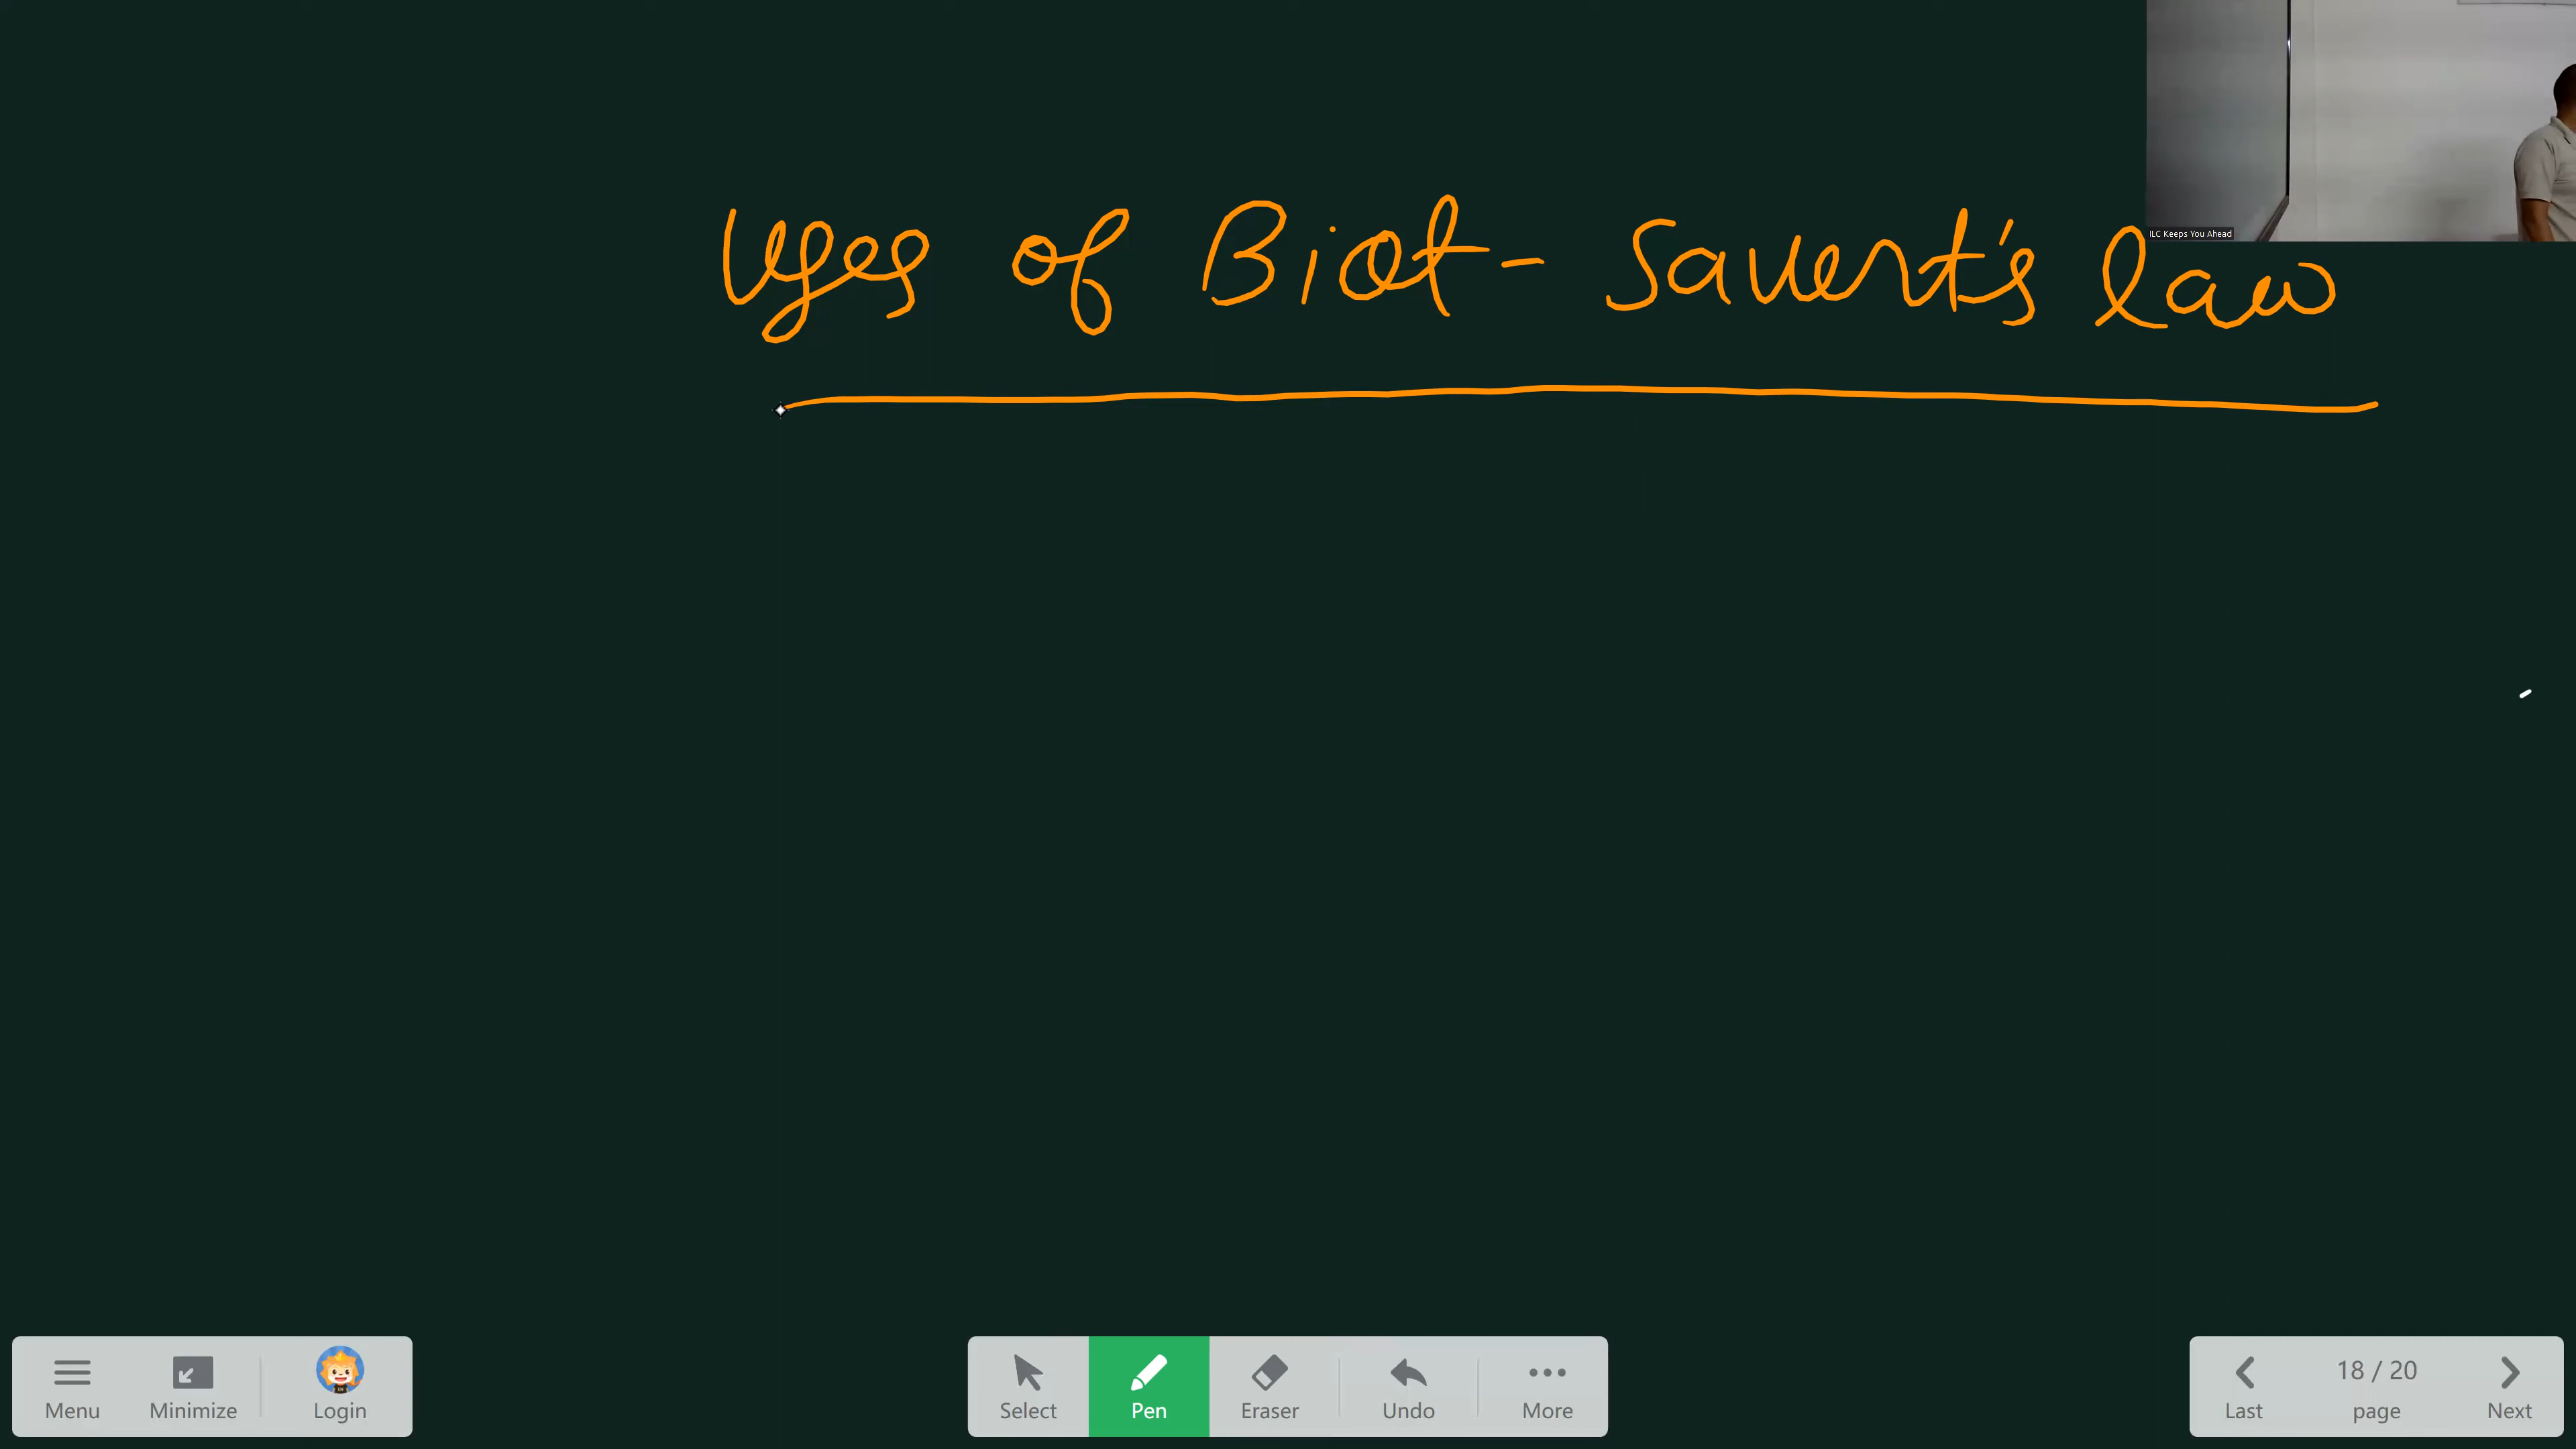 Uses of Biot - Savert's law
ILC Keeps You Ahead
Menu Minimize Login Select Pen Eraser Undo More Last 18 / 20 page Next